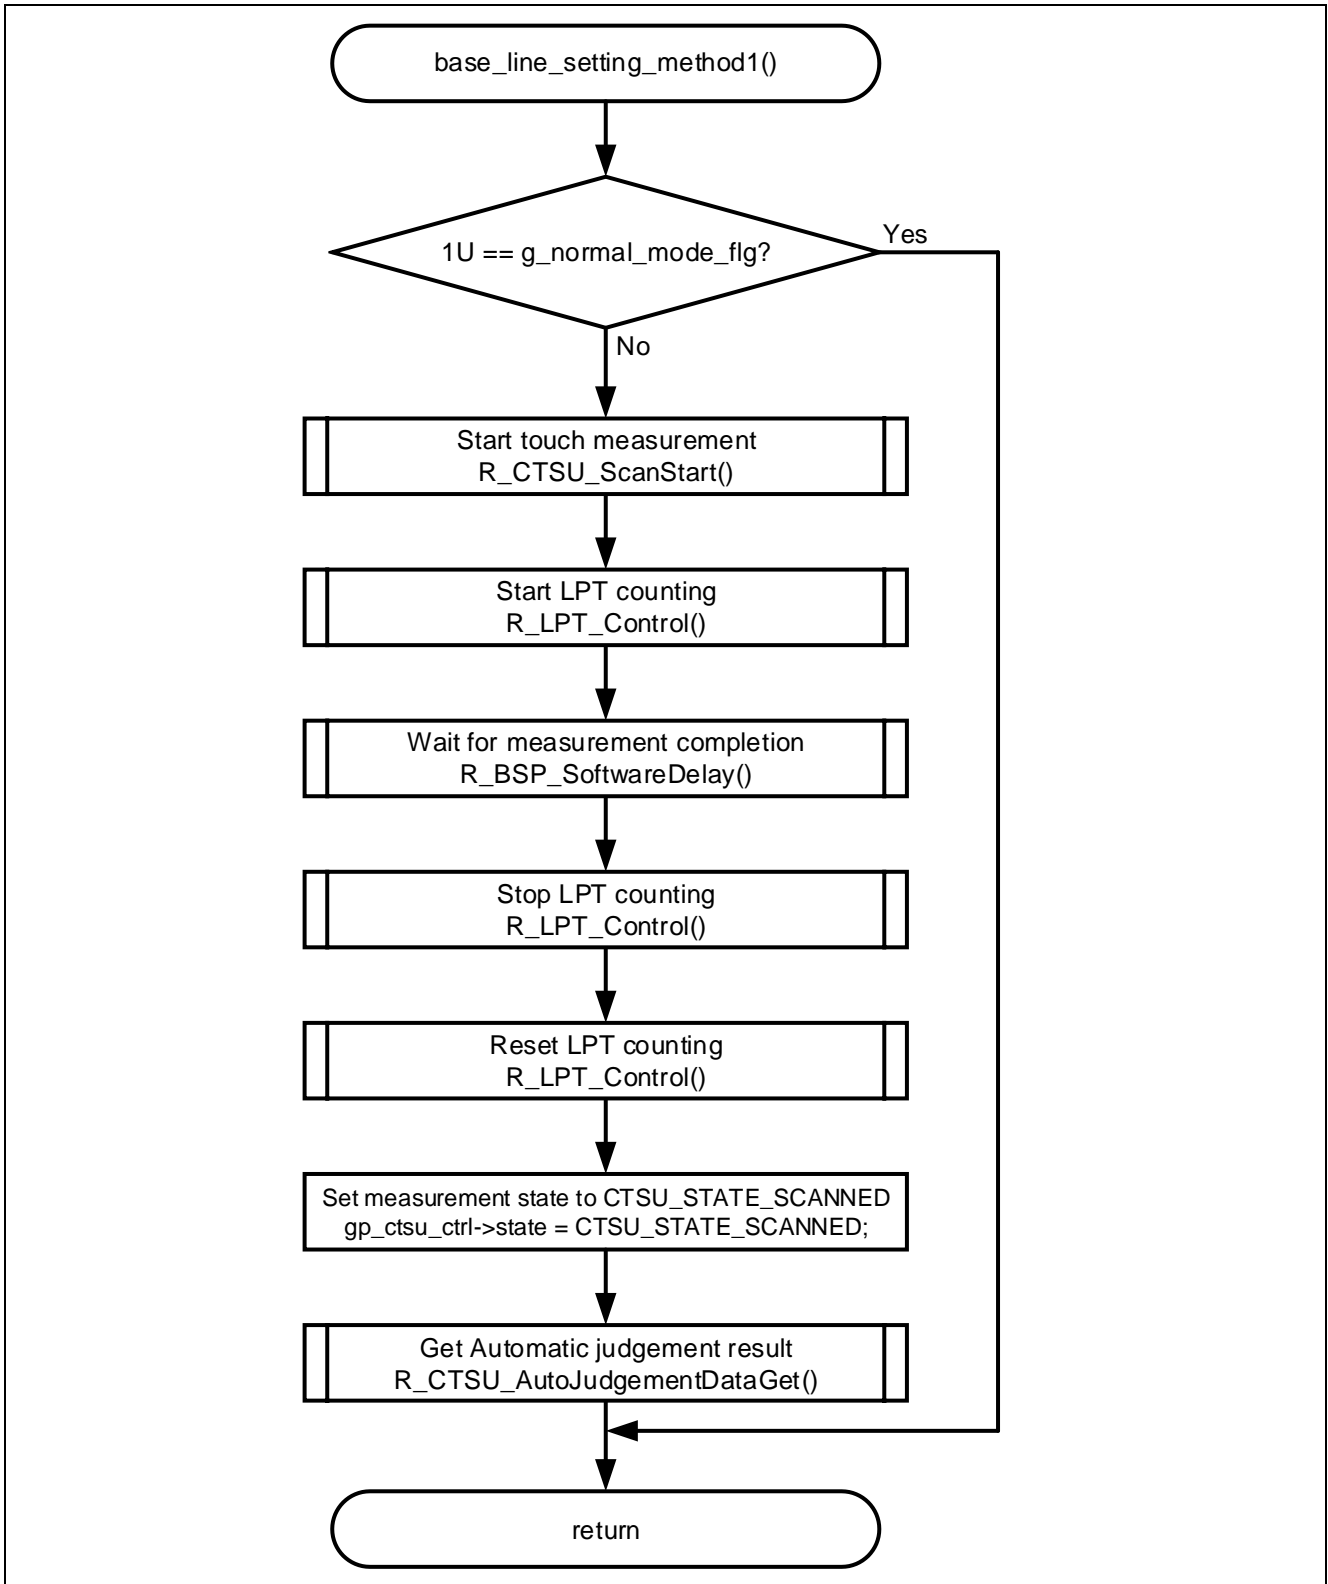 base_line_setting_method1()
1U == g_normal_mode_flg?
Yes
No
Start touch measurement
R_CTSU_ScanStart()
Start LPT counting
R_LPT_Control()
Wait for measurement completion
R_BSP_SoftwareDelay()
Stop LPT counting
R_LPT_Control()
Reset LPT counting
R_LPT_Control()
Set measurement state to CTSU_STATE_SCANNED
gp_ctsu_ctrl->state = CTSU_STATE_SCANNED;
Get Automatic judgement result
R_CTSU_AutoJudgementDataGet()
return